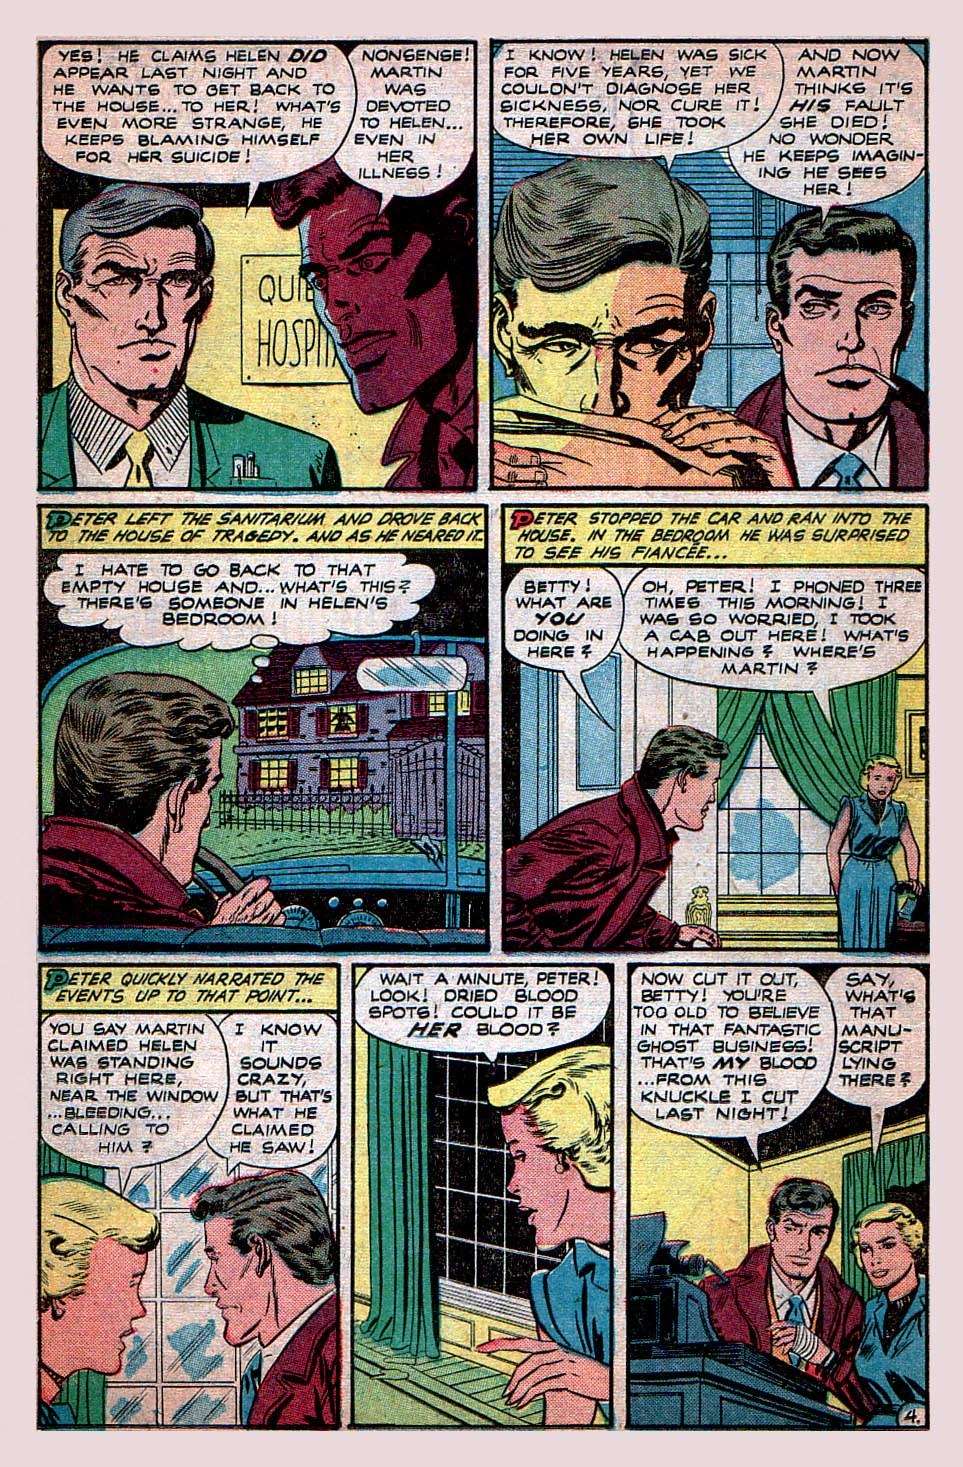 YES! HE CLAIMS HELEN DID
APPEAR LAST NIGHT AND
HE WANTS TO GET BACK TO
THE HOUSE...TO HER! WHAT'S
EVEN MORE STRANGE, HE
KEEPS BLAMING HIMSELF
FOR HER SUICIDE!
NONSENSE!
MARTIN
WAS
DEVOTED
TO HELEN...
EVEN IN
HER
ILLNESS!
QUIE
HOSPITA
I KNOW! HELEN WAS SICK
FOR FIVE YEARS, YET WE
COULDN'T DIAGNOSE HER
SICKNESS, NOR CURE IT!
THEREFORE, SHE TOOK
HER OWN LIFE!
AND NOW
MARTIN
THINKS IT'S
HIS FAULT
SHE DIED!
NO WONDER
HE KEEPS IMAGIN-
ING HE SEES
HER!
PETER LEFT THE SANITARIUM AND DROVE BACK
TO THE HOUSE OF TRAGEDY. AND AS HE NEARED IT.
I HATE TO GO BACK TO THAT
EMPTY HOUSE AND...WHAT'S THIS?
THERE'S SOMEONE IN HELEN'S
BEDROOM!
PETER STOPPED THE CAR AND RAN INTO THE
HOUSE. IN THE BEDROOM HE WAS SURPRISED
TO SEE HIS FIANCÉE...
BETTY!
WHAT ARE
YOU
DOING IN
HERE?
OH, PETER! I PHONED THREE
TIMES THIS MORNING! I
WAS SO WORRIED, I TOOK
A CAB OUT HERE! WHAT'S
HAPPENING? WHERE'S
MARTIN?
PETER QUICKLY NARRATED THE
EVENTS UP TO THAT POINT...
YOU SAY MARTIN
CLAIMED HELEN
WAS STANDING
RIGHT HERE,
NEAR THE WINDOW
...BLEEDING...
CALLING TO
HIM?
I KNOW
IT
SOUNDS
CRAZY,
BUT THAT'S
WHAT HE
CLAIMED
HE SAW!
WAIT A MINUTE, PETER!
LOOK! DRIED BLOOD
SPOTS! COULD IT BE
HER BLOOD?
NOW CUT IT OUT,
BETTY! YOU'RE
TOO OLD TO BELIEVE
IN THAT FANTASTIC
GHOST BUSINESS!
THAT'S MY BLOOD
...FROM THIS
KNUCKLE I CUT
LAST NIGHT!
SAY,
WHAT'S
THAT
MANU-
SCRIPT
LYING
THERE?
4.